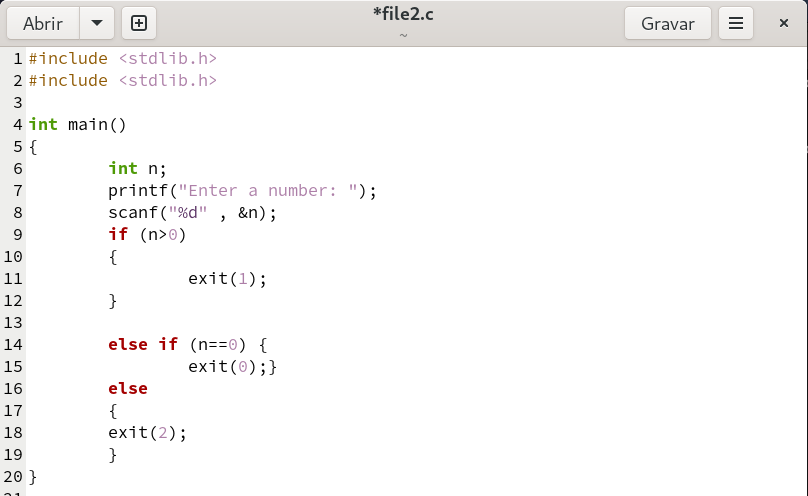 Abrir
*file2.c
~
Gravar
1 #include <stdlib.h>
2 #include <stdlib.h>
3
4 int main()
5 {
6         int n;
7         printf("Enter a number: ");
8         scanf("%d" , &n);
9         if (n>0)
10         {
11                 exit(1);
12         }
13
14         else if (n==0) {
15                 exit(0);}
16         else
17         {
18         exit(2);
19         }
20 }